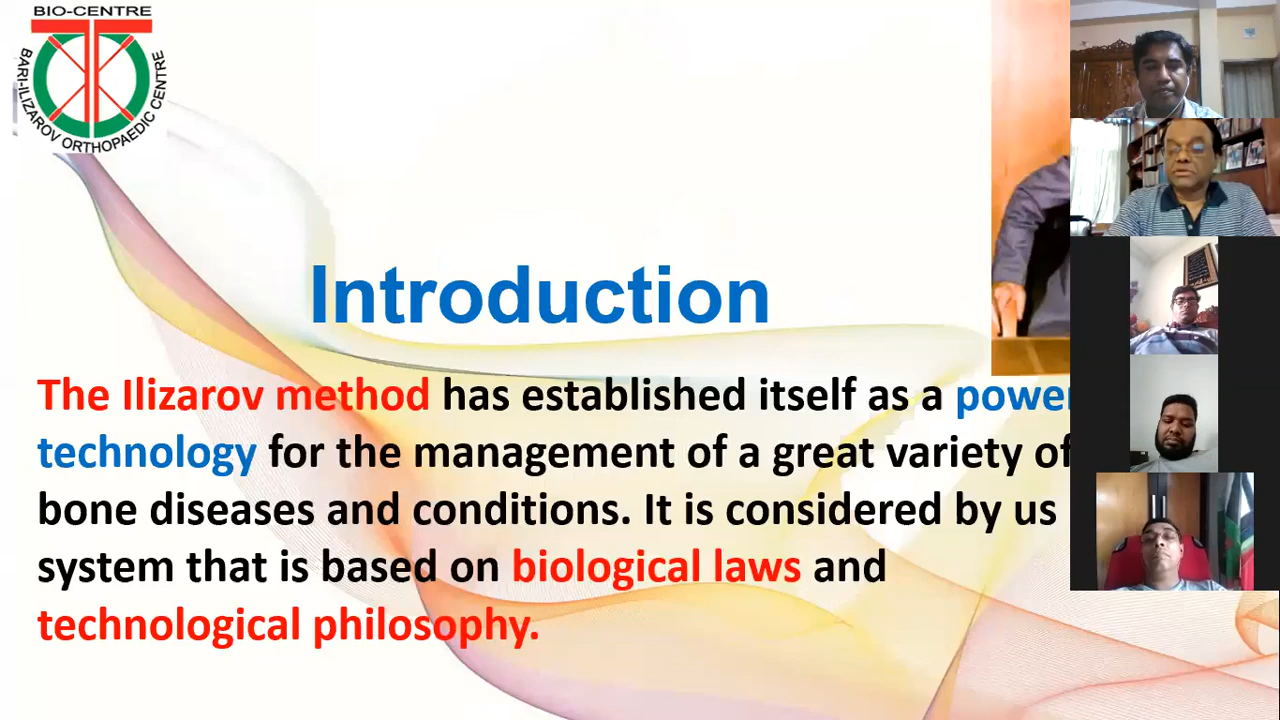 BIO-CENTRE
BARI-ILIZAROV ORTHOPAEDIC CENTRE
Introduction
The Ilizarov method has established itself as a power
technology for the management of a great variety of
bone diseases and conditions. It is considered by us
system that is based on biological laws and
technological philosophy.